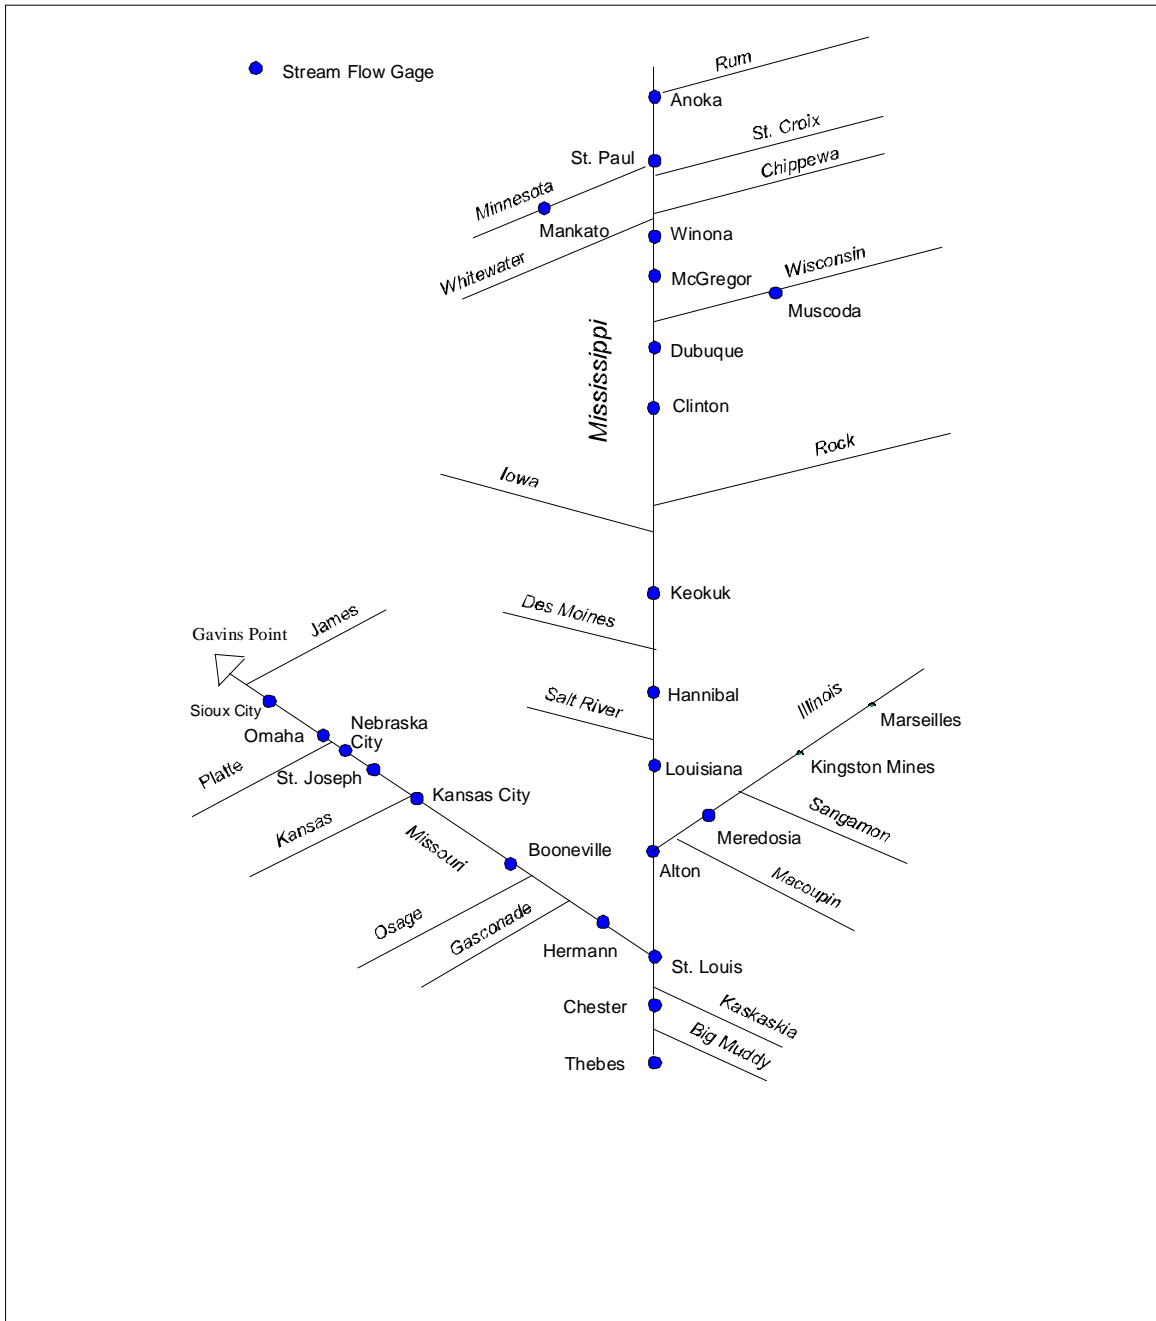 Stream Flow Gage
Rum
Anoka
St. Croix
St. Paul
Chippewa
Minnesota
Mankato
Winona
Whitewater
McGregor
Wisconsin
Muscoda
Mississippi
Dubuque
Clinton
Rock
Iowa
Keokuk
Des Moines
James
Gavins Point
Hannibal
Salt River
Illinois
Marseilles
Sioux City
Omaha
Nebraska
City
Platte
St. Joseph
Louisiana
Kingston Mines
Kansas City
Kansas
Missouri
Sangamon
Meredosia
Booneville
Alton
Macoupin
Osage
Gasconade
Hermann
St. Louis
Chester
Kaskaskia
Big Muddy
Thebes